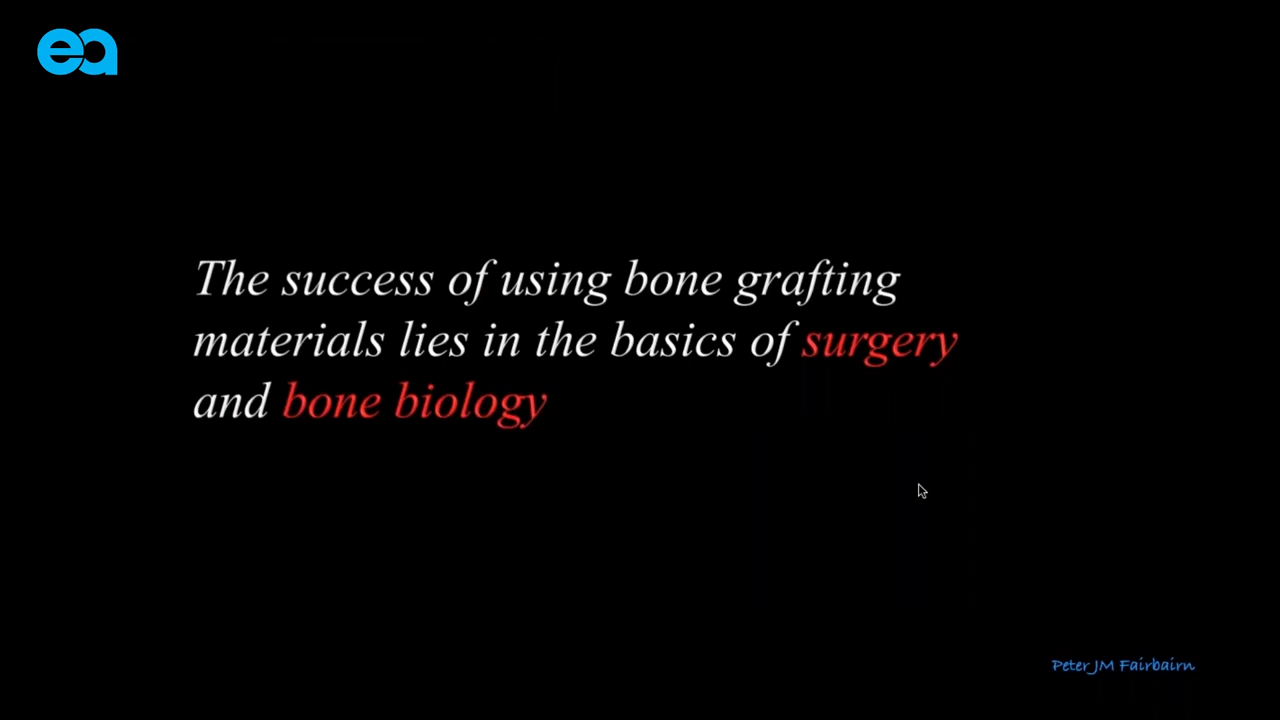 ea
The success of using bone grafting
materials lies in the basics of surgery
and bone biology
Peter JM Fairbairn